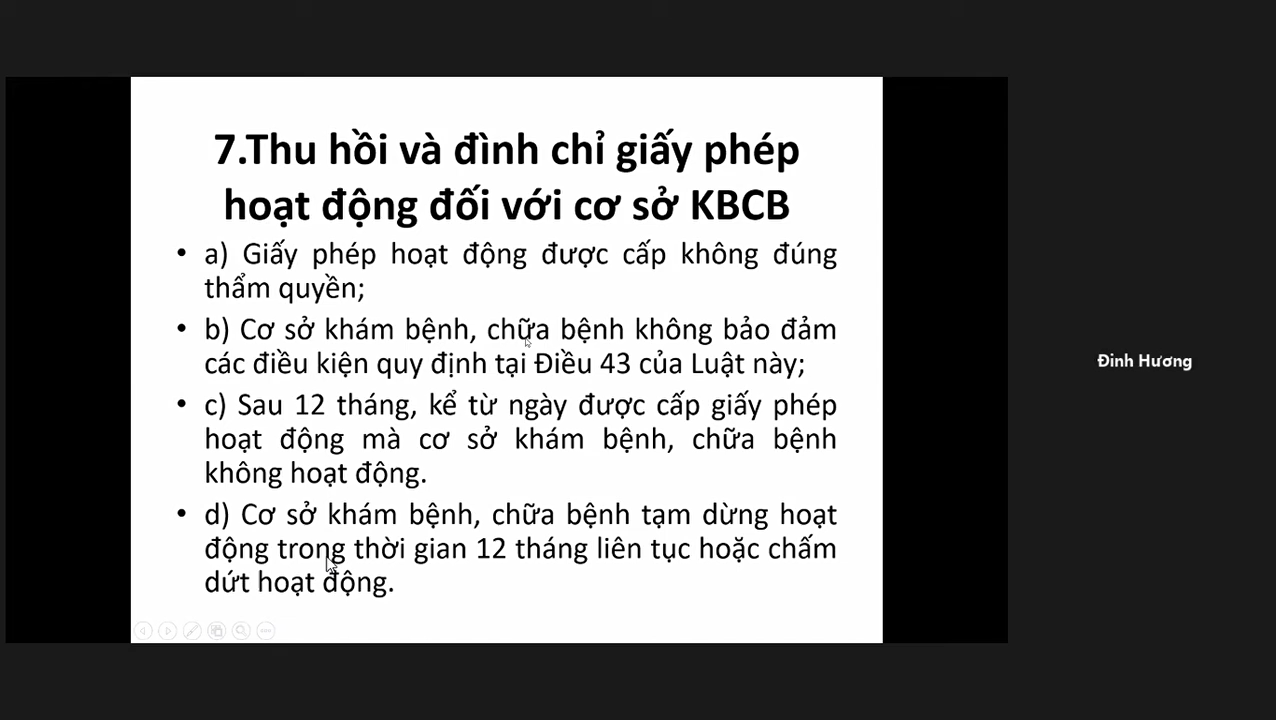 7.Thu hồi và đình chỉ giấy phép
hoạt động đối với cơ sở KBCB
• a) Giấy phép hoạt động được cấp không đúng
thẩm quyền;
• b) Cơ sở khám bệnh, chữa bệnh không bảo đảm
các điều kiện quy định tại Điều 43 của Luật này;
• c) Sau 12 tháng, kể từ ngày được cấp giấy phép
hoạt động mà cơ sở khám bệnh, chữa bệnh
không hoạt động.
• d) Cơ sở khám bệnh, chữa bệnh tạm dừng hoạt
động trong thời gian 12 tháng liên tục hoặc chấm
dứt hoạt động.
Đinh Hương